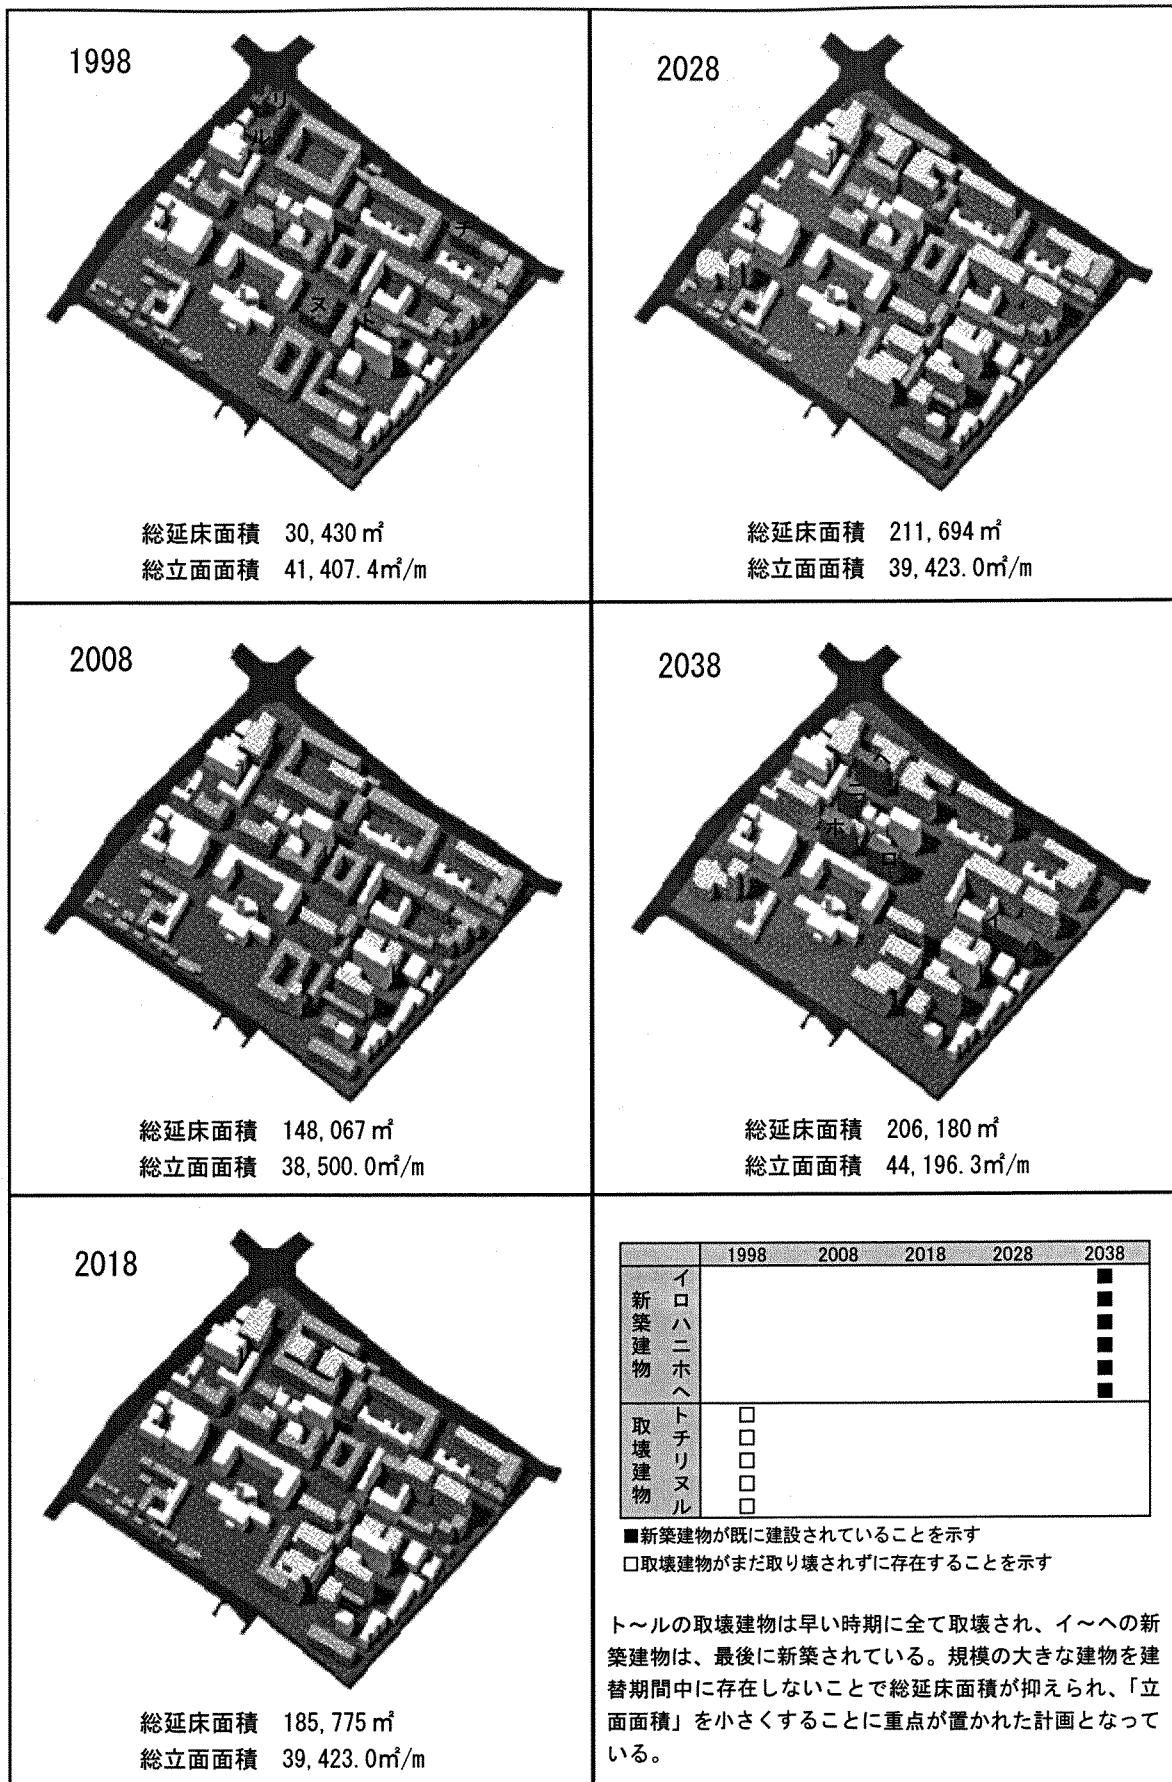 1998
リ
ル
チ
ヌ
ト
総延床面積 30,430㎡
総立面面積 41,407.4㎡/m
2028
総延床面積 211,694㎡
総立面面積 39,423.0㎡/m
2008
総延床面積 148,067㎡
総立面面積 38,500.0㎡/m
2038
ヘ
ニ
ホ
ロ
イ
総延床面積 206,180㎡
総立面面積 44,196.3㎡/m
2018
総延床面積 185,775㎡
総立面面積 39,423.0㎡/m
1998 2008 2018 2028 2038
新築建物
イ ■
ロ ■
ハ ■
ニ ■
ホ ■
ヘ ■
取壊建物
ト □
チ □
リ □
ヌ □
ル □
■新築建物が既に建設されていることを示す
□取壊建物がまだ取り壊されずに存在することを示す
ト～ルの取壊建物は早い時期に全て取壊され、イ～ヘの新
築建物は、最後に新築されている。規模の大きな建物を建
替期間中に存在しないことで総延床面積が抑えられ、「立
面面積」を小さくすることに重点が置かれた計画となって
いる。